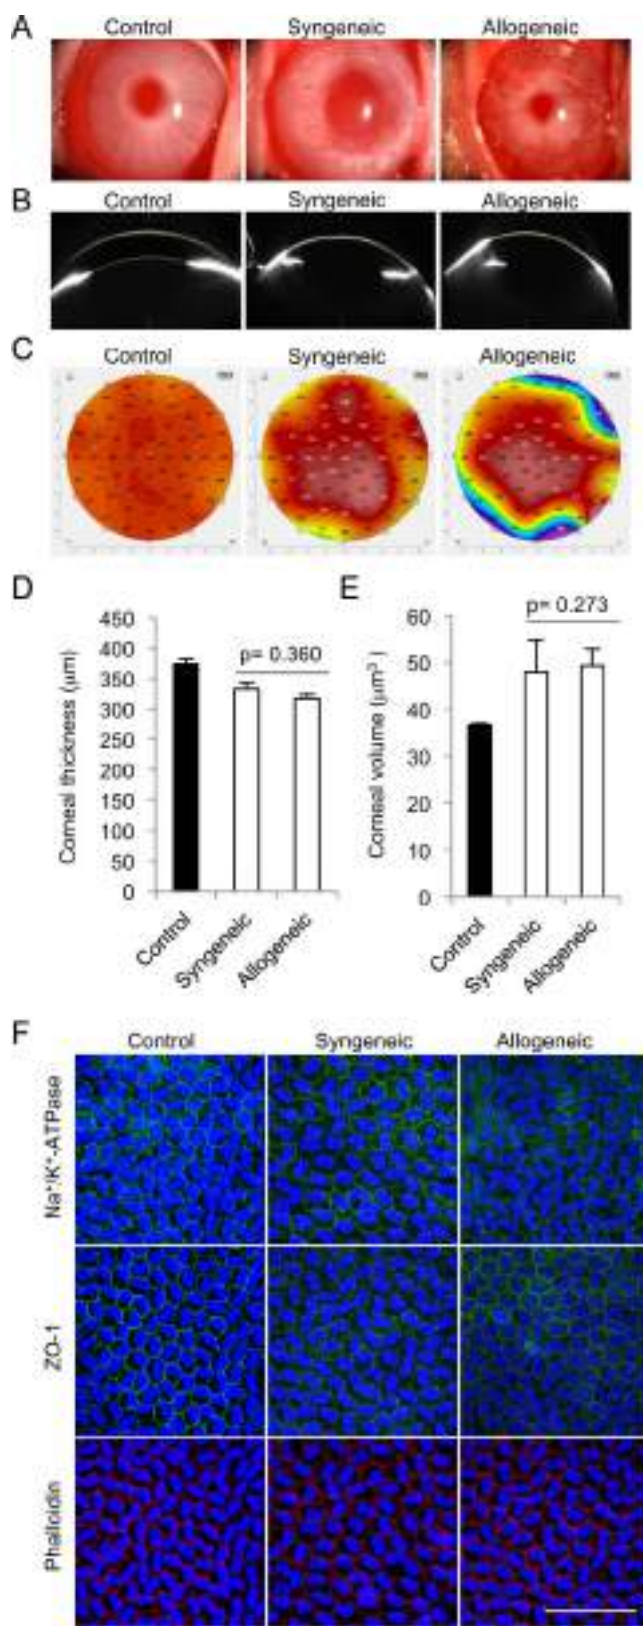 A
Control Syngeneic Allogeneic
B
Control Syngeneic Allogeneic
C
Control Syngeneic Allogeneic
D
Corneal thickness (μm)
450
400
350
300
250
200
150
100
50
0
p= 0.360
Control
Syngeneic
Allogeneic
E
Corneal volume (μm³)
60
50
40
30
20
10
0
p= 0.273
Control
Syngeneic
Allogeneic
F
Control Syngeneic Allogeneic
Na⁺/K⁺-ATPase
ZO-1
Phalloidin